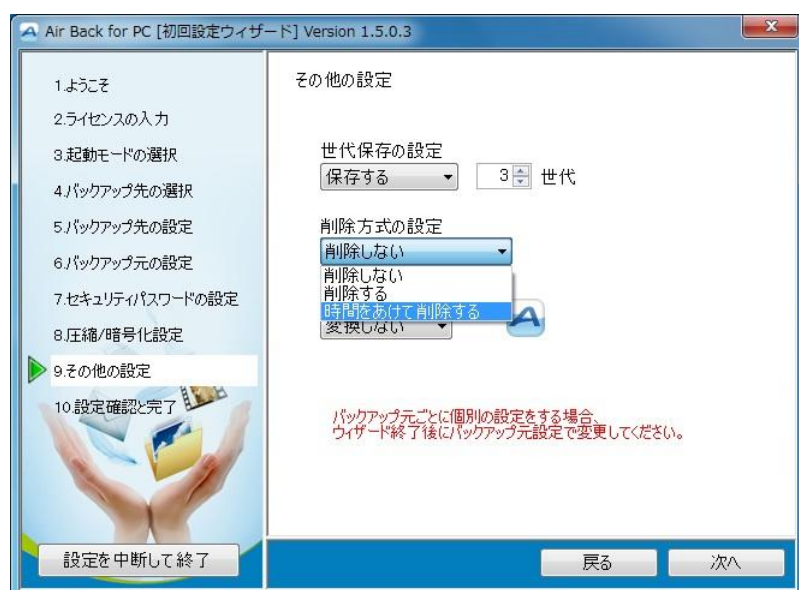 Air Back for PC [初回設定ウィザード] Version 1.5.0.3
1.ようこそ
2.ライセンスの入力
3.起動モードの選択
4.バックアップ先の選択
5.バックアップ先の設定
6.バックアップ元の設定
7.セキュリティパスワードの設定
8.圧縮/暗号化設定
9.その他の設定
10.設定確認と完了
設定を中断して終了
その他の設定
世代保存の設定
保存する 3 世代
削除方式の設定
削除しない
削除しない
削除する
時間をあけて削除する
変換しない
バックアップ元ごとに個別の設定をする場合、
ウィザード終了後にバックアップ元設定で変更してください。
戻る 次へ